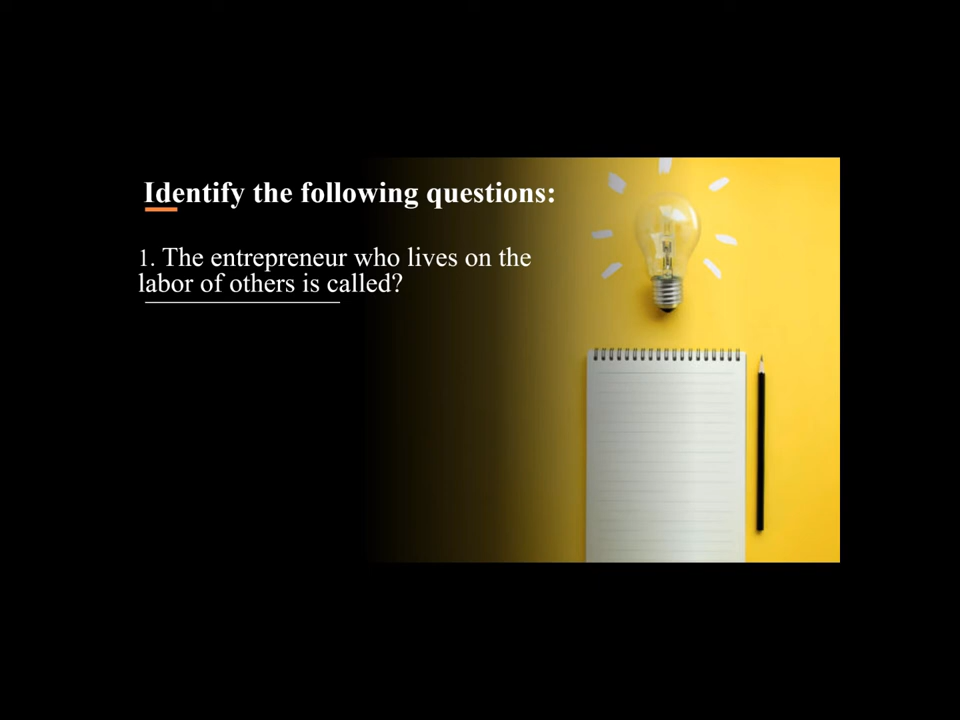 Identify the following questions:
1. The entrepreneur who lives on the
labor of others is called?